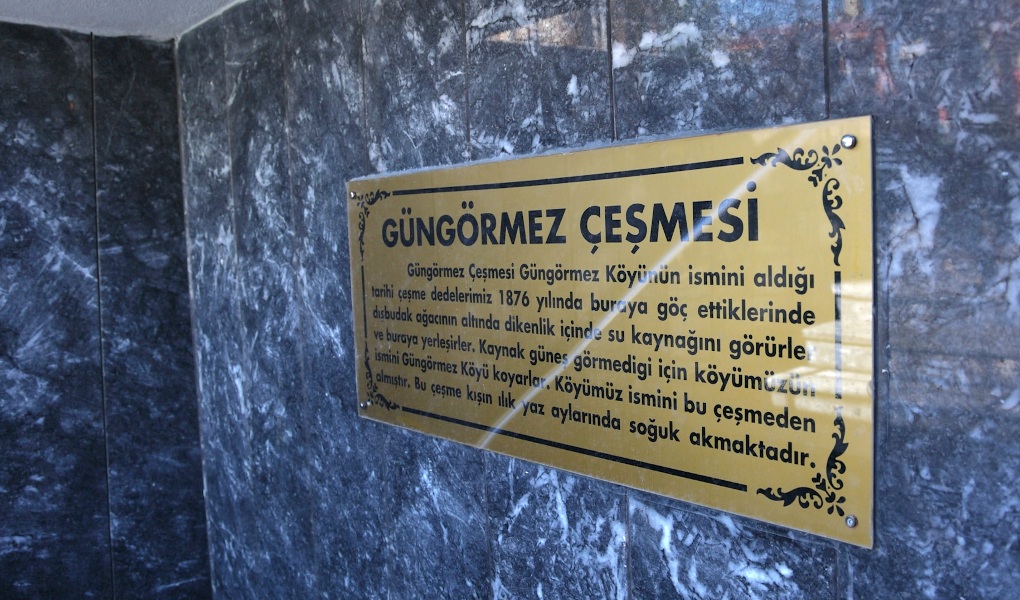 GÜNGÖRMEZ ÇEŞMESİ
Güngörmez Çeşmesi Güngörmez Köyünün ismini aldığı
tarihi çeşme dedelerimiz 1876 yılında buraya göç ettiklerinde
dışbudak ağacının altında dikenlik içinde su kaynağını görürler
ve buraya yerleşirler. Kaynak güneş görmedigi için köyümüzün
ismini Güngörmez Köyü koyarlar. Köyümüz ismini bu çeşmeden
almıştır. Bu çeşme kışın ılık yaz aylarında soğuk akmaktadır.